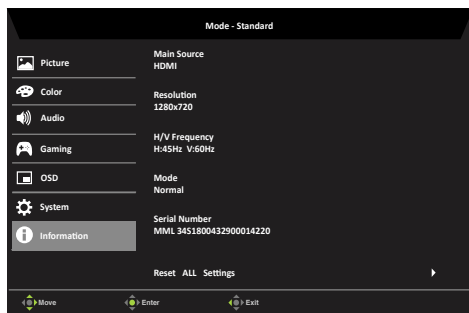 Mode - Standard
Picture
Color
Audio
Gaming
OSD
System
Information
Main Source
HDMI
Resolution
1280x720
H/V Frequency
H:45Hz V:60Hz
Mode
Normal
Serial Number
MML 34S1800432900014220
Reset ALL Settings
Move
Enter
Exit